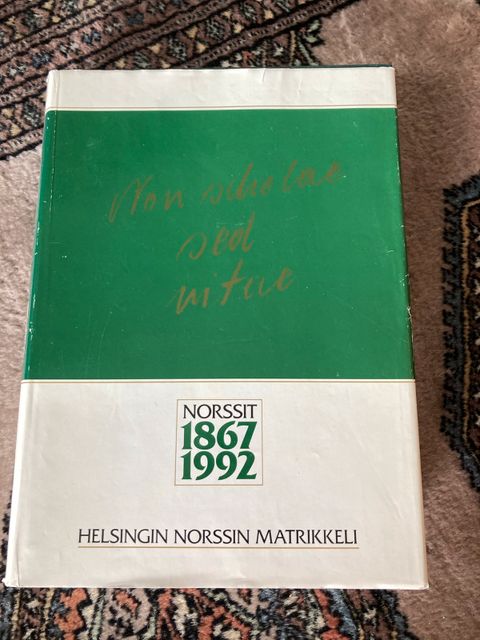 Non scholae
sed
vitae
NORSSIT
1867
1992
HELSINGIN NORSSIN MATRIKKELI